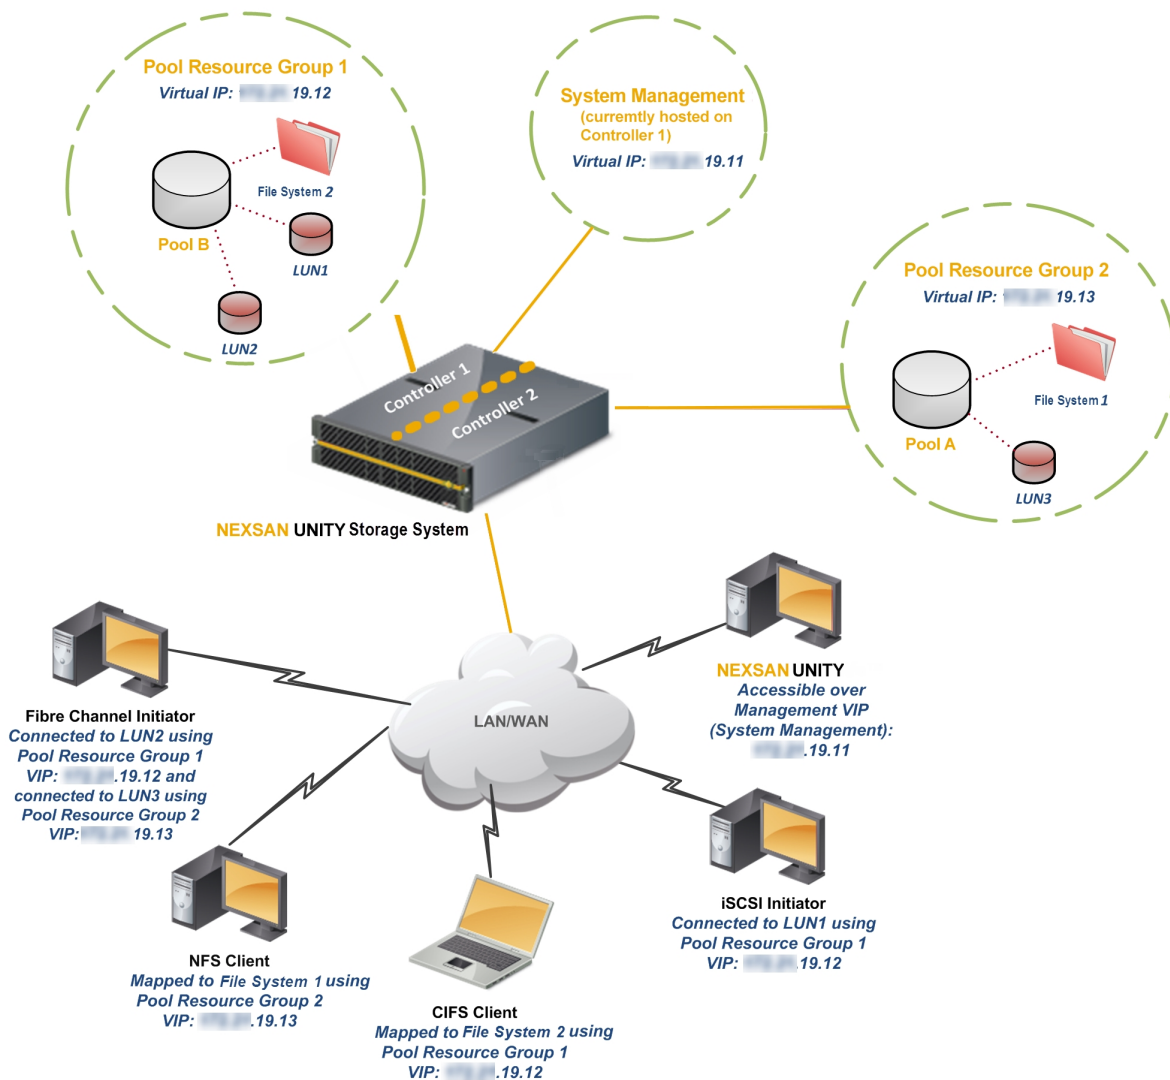 Pool Resource Group 1
Virtual IP: 19.12
File System 2
Pool B
LUN1
LUN2
System Management
(currently hosted on
Controller 1)
Virtual IP: 19.11
Pool Resource Group 2
Virtual IP: 19.13
File System 1
Pool A
LUN3
Controller 1
Controller 2
NEXSAN UNITY Storage System
LAN/WAN
NEXSAN UNITY
Accessible over
Management VIP
(System Management):
.19.11
Fibre Channel Initiator
Connected to LUN2 using
Pool Resource Group 1
VIP: .19.12 and
connected to LUN3 using
Pool Resource Group 2
VIP: 19.13
iSCSI Initiator
Connected to LUN1 using
Pool Resource Group 1
VIP: .19.12
NFS Client
Mapped to File System 1 using
Pool Resource Group 2
VIP: .19.13
CIFS Client
Mapped to File System 2 using
Pool Resource Group 1
VIP: .19.12